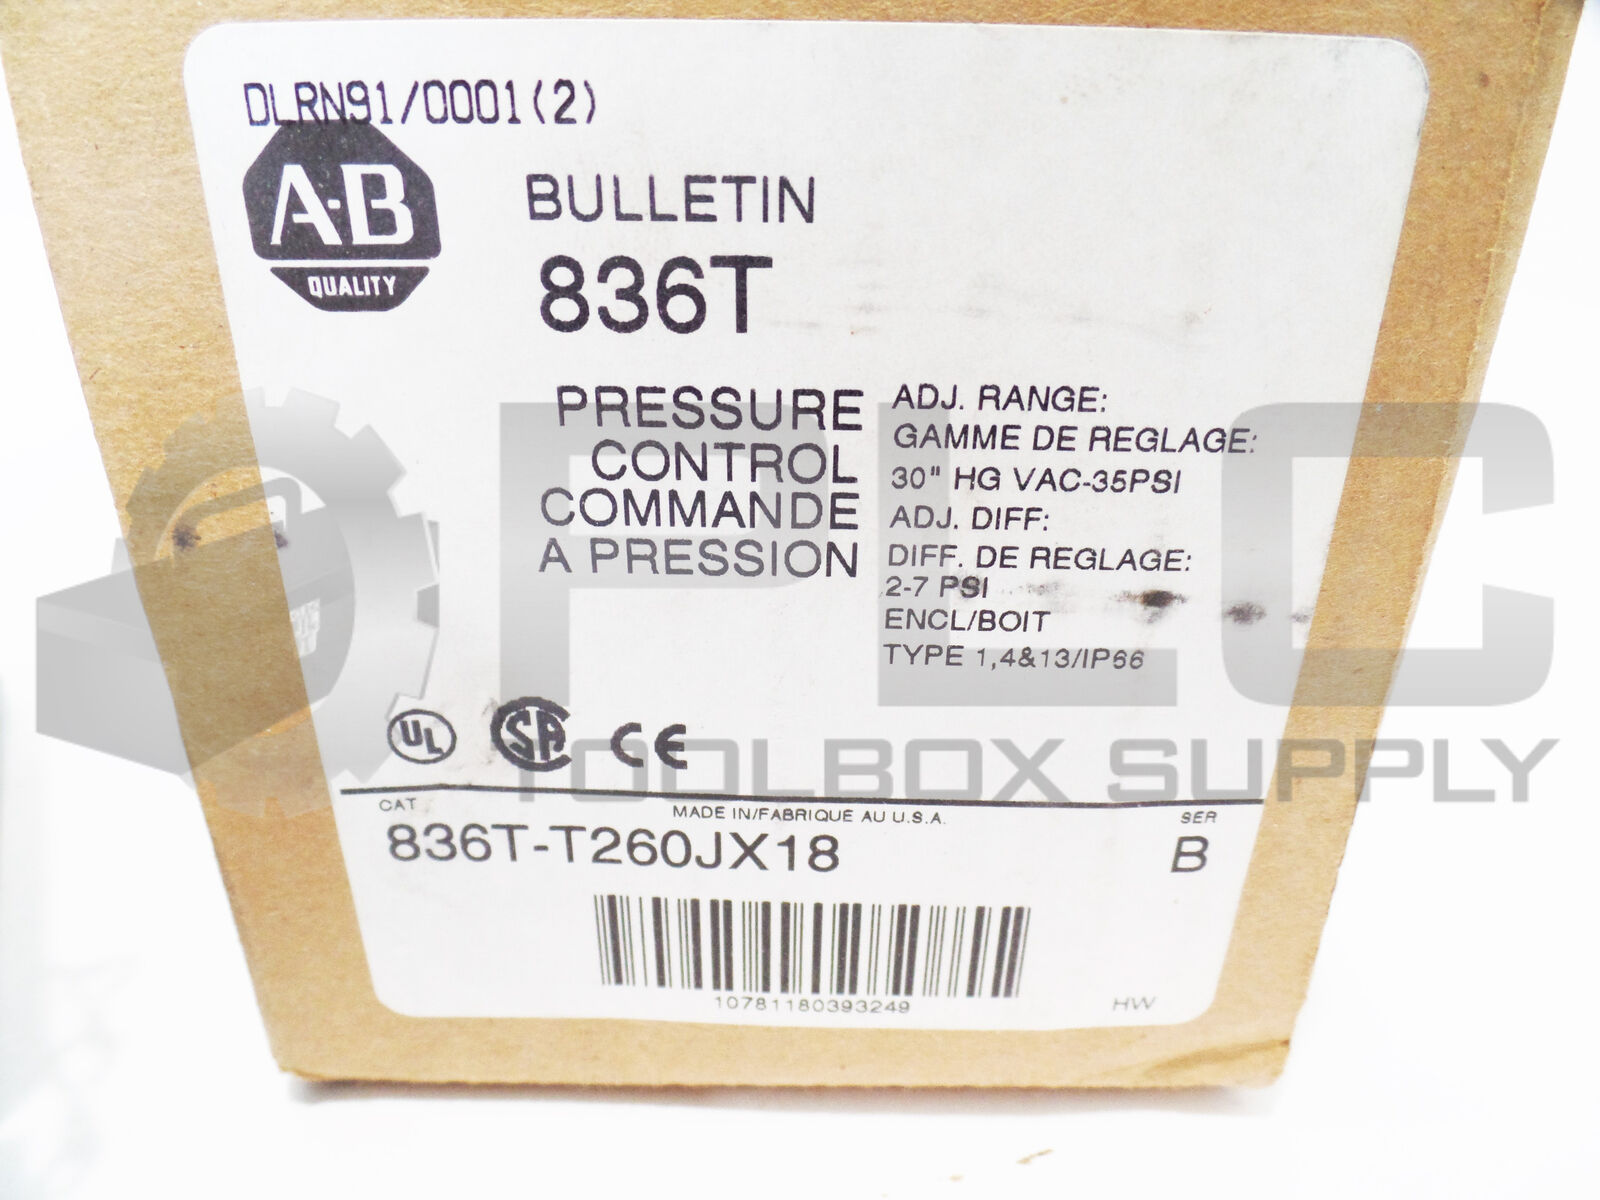 DLRN91/0001(2)
A-B
QUALITY
BULLETIN
836T
PRESSURE
CONTROL
COMMANDE
A PRESSION
ADJ. RANGE:
GAMME DE REGLAGE:
30" HG VAC-35PSI
ADJ. DIFF:
DIFF. DE REGLAGE:
2-7 PSI
ENCL/BOIT
TYPE 1,4&13/IP66
UL
SA
CE
PLC
TOOLBOX SUPPLY
CAT
MADE IN/FABRIQUE AU U.S.A.
SER
836T-T260JX18
B
10781180393249
HW